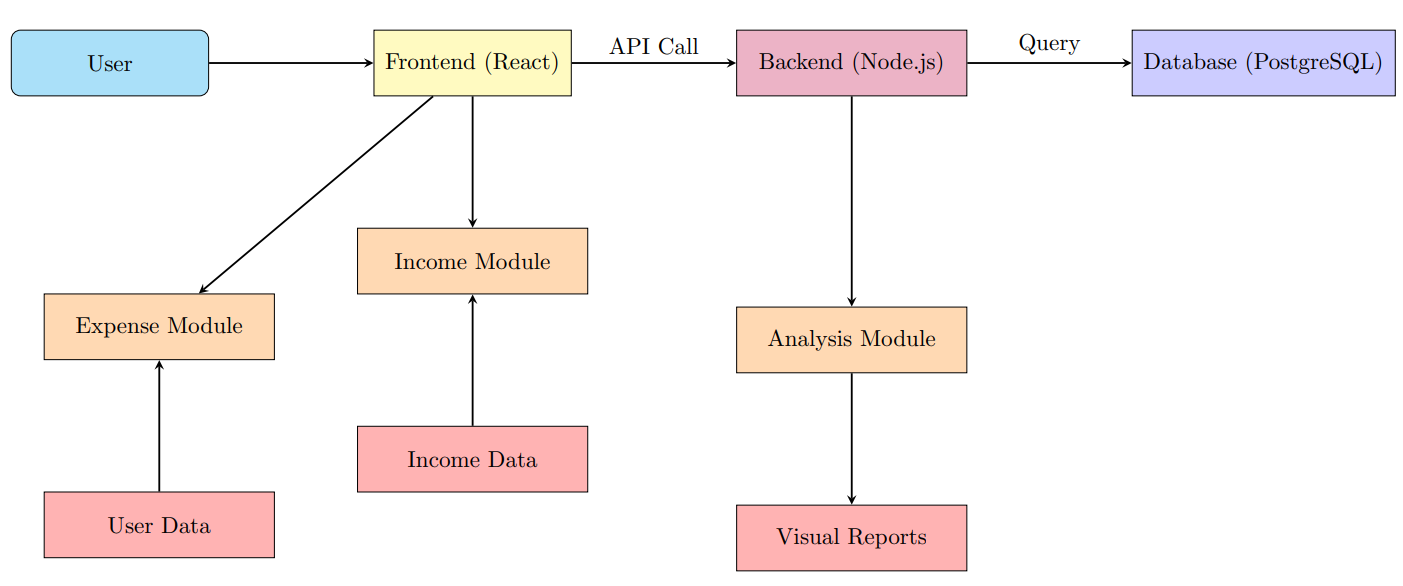 User
Frontend (React)
API Call
Backend (Node.js)
Query
Database (PostgreSQL)
Income Module
Expense Module
Analysis Module
Income Data
User Data
Visual Reports